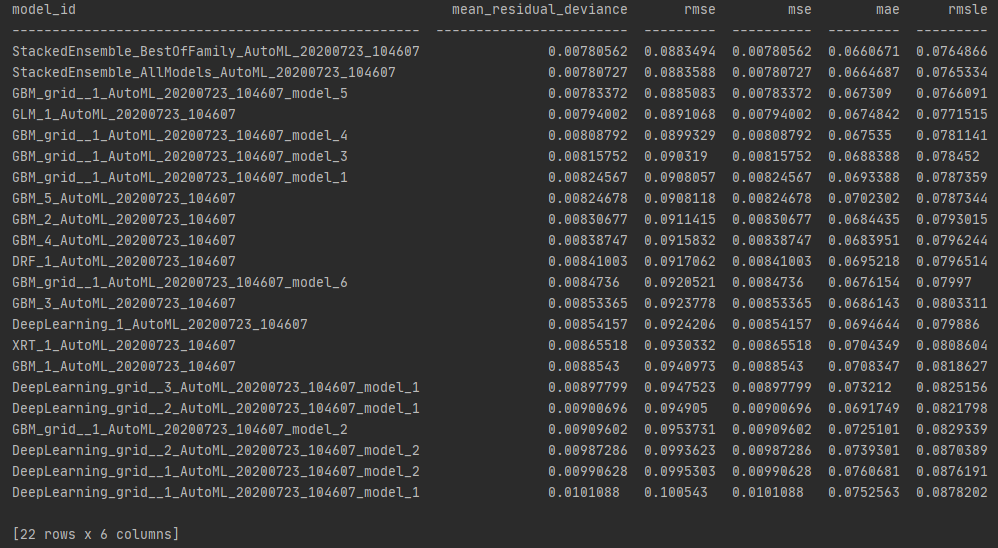 model_id mean_residual_deviance rmse mse mae rmsle
--------------------------------------------------- ------------------------ --------- ---------- --------- ---------
StackedEnsemble_BestOfFamily_AutoML_20200723_104607 0.00780562 0.0883494 0.00780562 0.0660671 0.0764866
StackedEnsemble_AllModels_AutoML_20200723_104607 0.00780727 0.0883588 0.00780727 0.0664687 0.0765334
GBM_grid__1_AutoML_20200723_104607_model_5 0.00783372 0.0885083 0.00783372 0.067309 0.0766091
GLM_1_AutoML_20200723_104607 0.00794002 0.0891068 0.00794002 0.0674842 0.0771515
GBM_grid__1_AutoML_20200723_104607_model_4 0.00808792 0.0899329 0.00808792 0.067535 0.0781141
GBM_grid__1_AutoML_20200723_104607_model_3 0.00815752 0.090319 0.00815752 0.0688388 0.078452
GBM_grid__1_AutoML_20200723_104607_model_1 0.00824567 0.0908057 0.00824567 0.0693388 0.0787359
GBM_5_AutoML_20200723_104607 0.00824678 0.0908118 0.00824678 0.0702302 0.0787344
GBM_2_AutoML_20200723_104607 0.00830677 0.0911415 0.00830677 0.0684435 0.0793015
GBM_4_AutoML_20200723_104607 0.00838747 0.0915832 0.00838747 0.0683951 0.0796244
DRF_1_AutoML_20200723_104607 0.00841003 0.0917062 0.00841003 0.0695218 0.0796514
GBM_grid__1_AutoML_20200723_104607_model_6 0.0084736 0.0920521 0.0084736 0.0676154 0.07997
GBM_3_AutoML_20200723_104607 0.00853365 0.0923778 0.00853365 0.0686143 0.0803311
DeepLearning_1_AutoML_20200723_104607 0.00854157 0.0924206 0.00854157 0.0694644 0.079886
XRT_1_AutoML_20200723_104607 0.00865518 0.0930332 0.00865518 0.0704349 0.0808604
GBM_1_AutoML_20200723_104607 0.0088543 0.0940973 0.0088543 0.0708347 0.0818627
DeepLearning_grid__3_AutoML_20200723_104607_model_1 0.00897799 0.0947523 0.00897799 0.073212 0.0825156
DeepLearning_grid__2_AutoML_20200723_104607_model_1 0.00900696 0.094905 0.00900696 0.0691749 0.0821798
GBM_grid__1_AutoML_20200723_104607_model_2 0.00909602 0.0953731 0.00909602 0.0725101 0.0829339
DeepLearning_grid__2_AutoML_20200723_104607_model_2 0.00987286 0.0993623 0.00987286 0.0739301 0.0870389
DeepLearning_grid__1_AutoML_20200723_104607_model_2 0.00990628 0.0995303 0.00990628 0.0760681 0.0876191
DeepLearning_grid__1_AutoML_20200723_104607_model_1 0.0101088 0.100543 0.0101088 0.0752563 0.0878202
[22 rows x 6 columns]